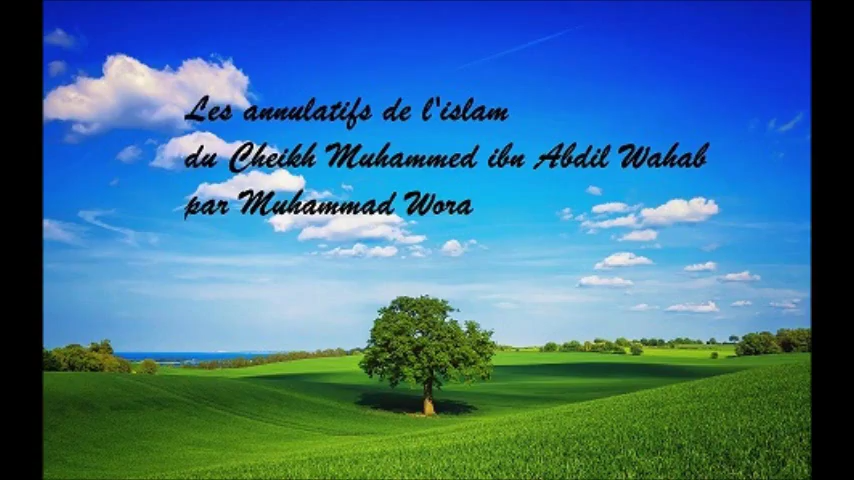 Les annulatifs de l'islam
du Cheikh Muhammed ibn Abdil Wahab
par Muhammad Wora